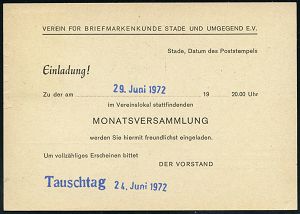 VEREIN FÜR BRIEFMARKENKUNDE STADE UND UMGEGEND E.V.
Stade, Datum des Poststempels
Einladung!
Zu der am 29. Juni 1972 19 20.00 Uhr
im Vereinslokal stattfindenden
MONATSVERSAMMLUNG
werden Sie hiermit freundlichst eingeladen.
Um vollzähliges Erscheinen bittet
DER VORSTAND
Tauschtag 24. Juni 1972